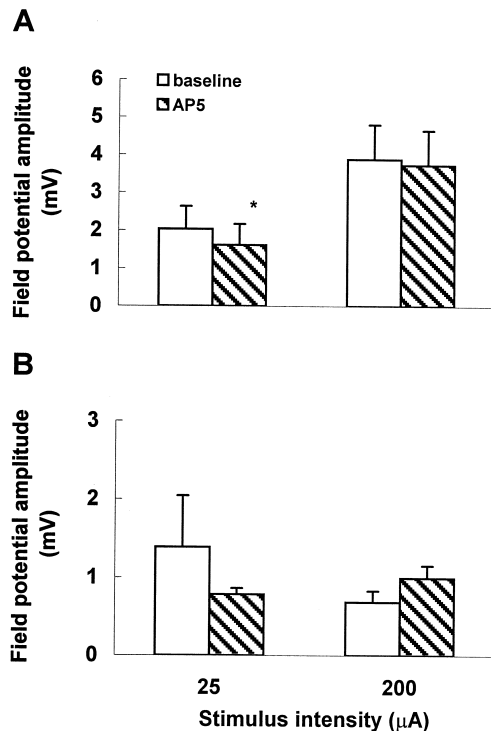 A
Field potential amplitude
(mV)
6
5
4
3
2
1
0
baseline
AP5
*
B
Field potential amplitude
(mV)
3
2
1
0
25
200
Stimulus intensity (μA)